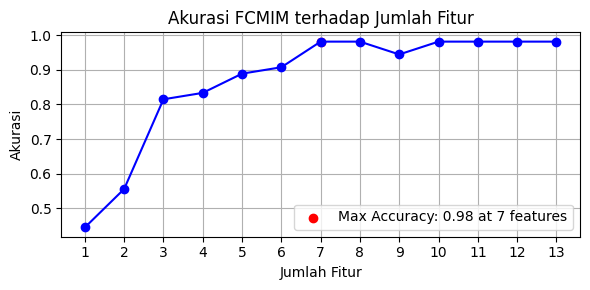 Akurasi FCMIM terhadap Jumlah Fitur
Akurasi
1.0
0.9
0.8
0.7
0.6
0.5
Max Accuracy: 0.98 at 7 features
1 2 3 4 5 6 7 8 9 10 11 12 13
Jumlah Fitur